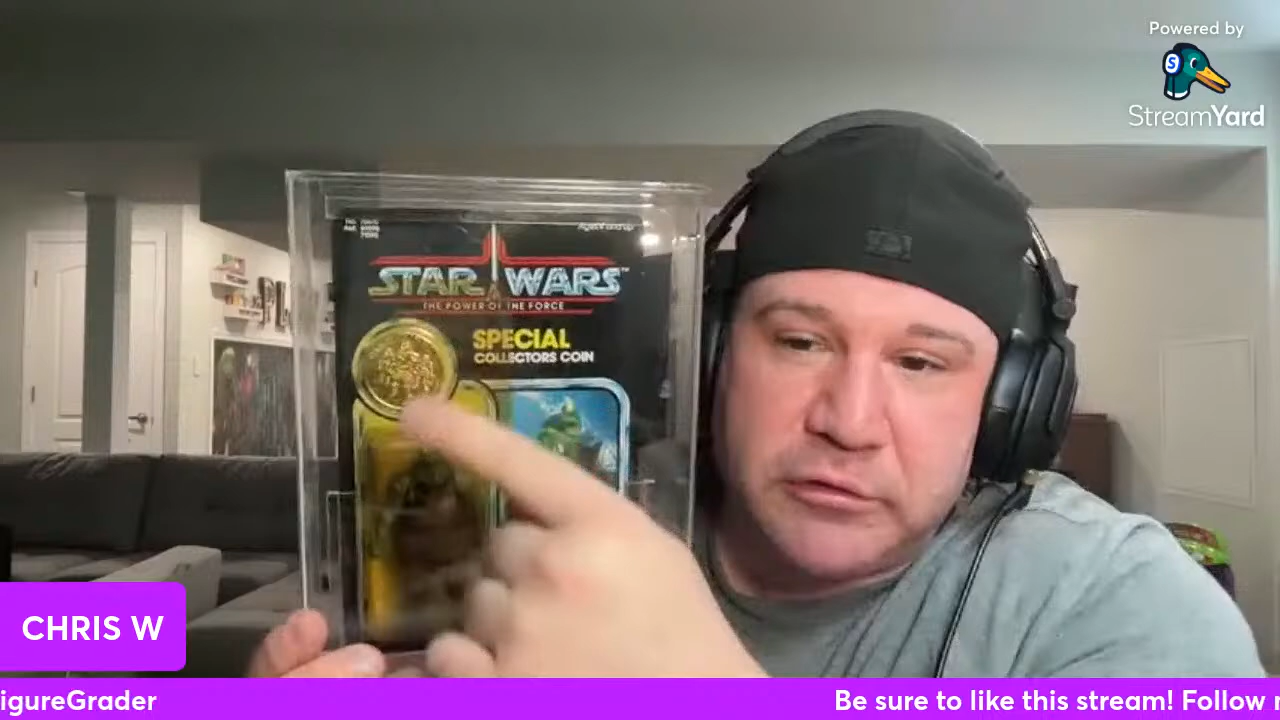 Powered by
StreamYard
STAR WARS™
THE POWER OF THE FORCE
SPECIAL
COLLECTORS COIN
CHRIS W
igureGrader
Be sure to like this stream! Follow